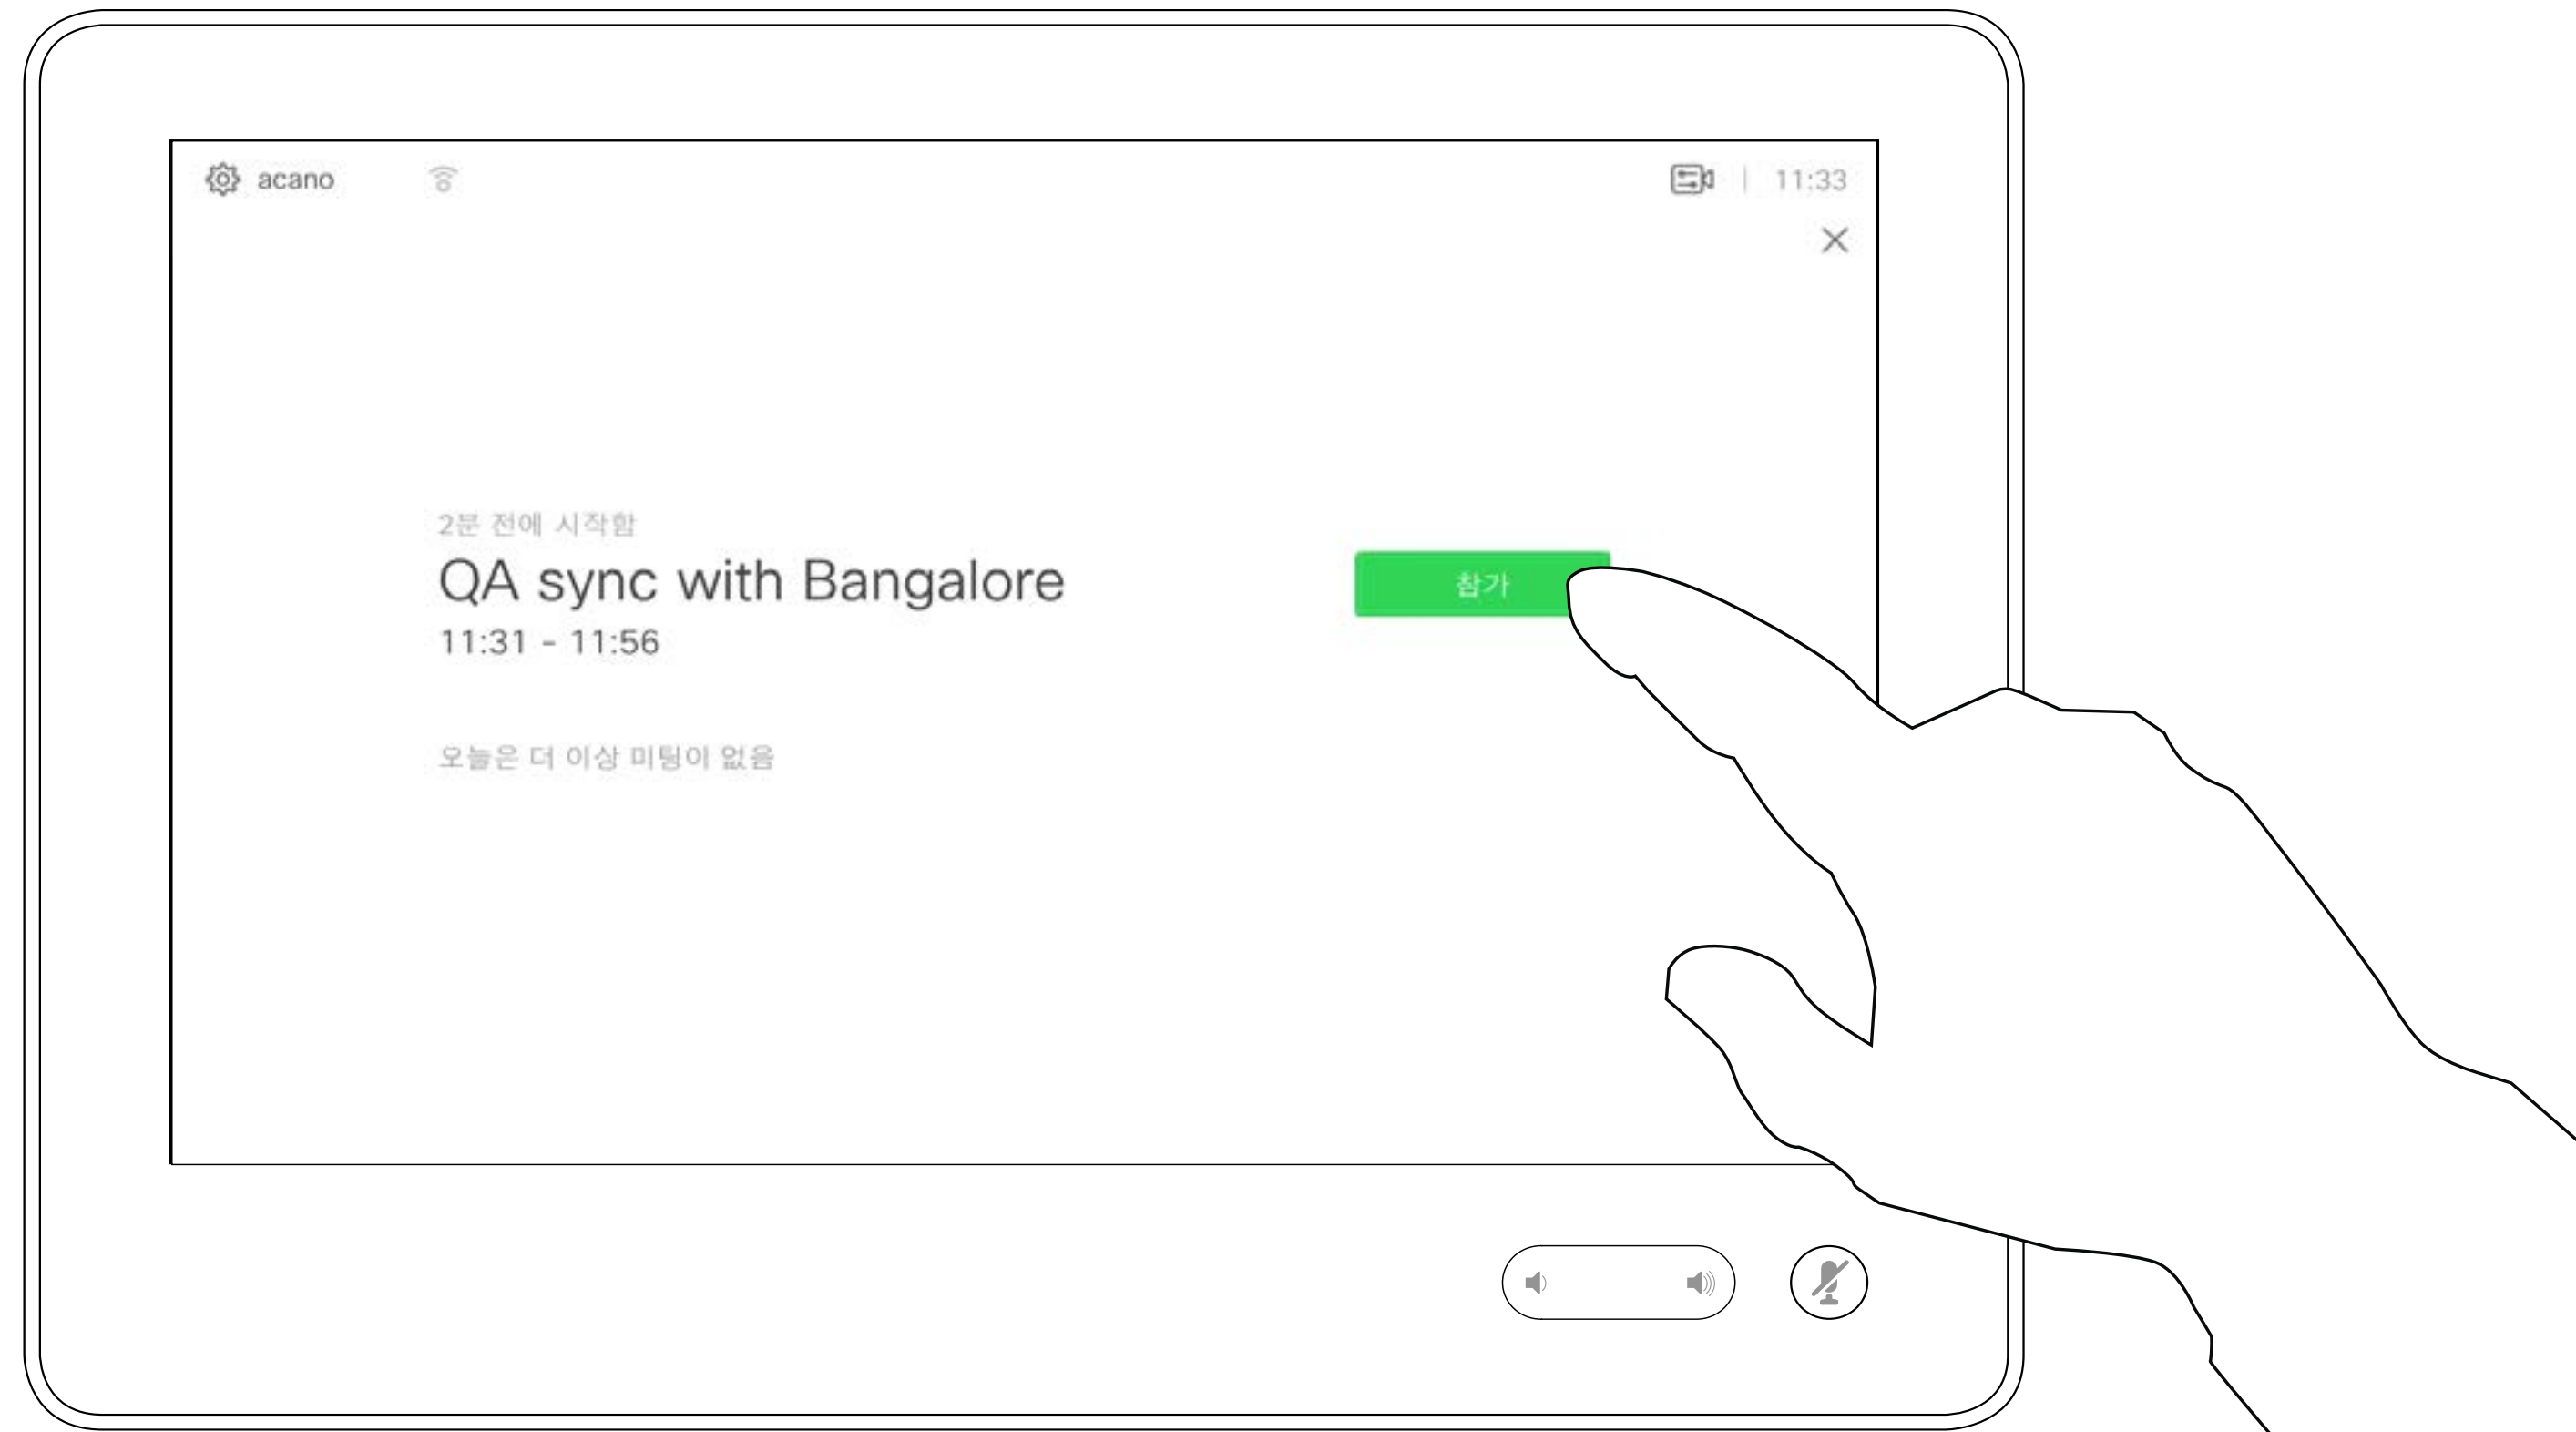 acano
11:33
2분 전에 시작함
QA sync with Bangalore
참가
11:31 - 11:56
오늘은 더 이상 미팅이 없음